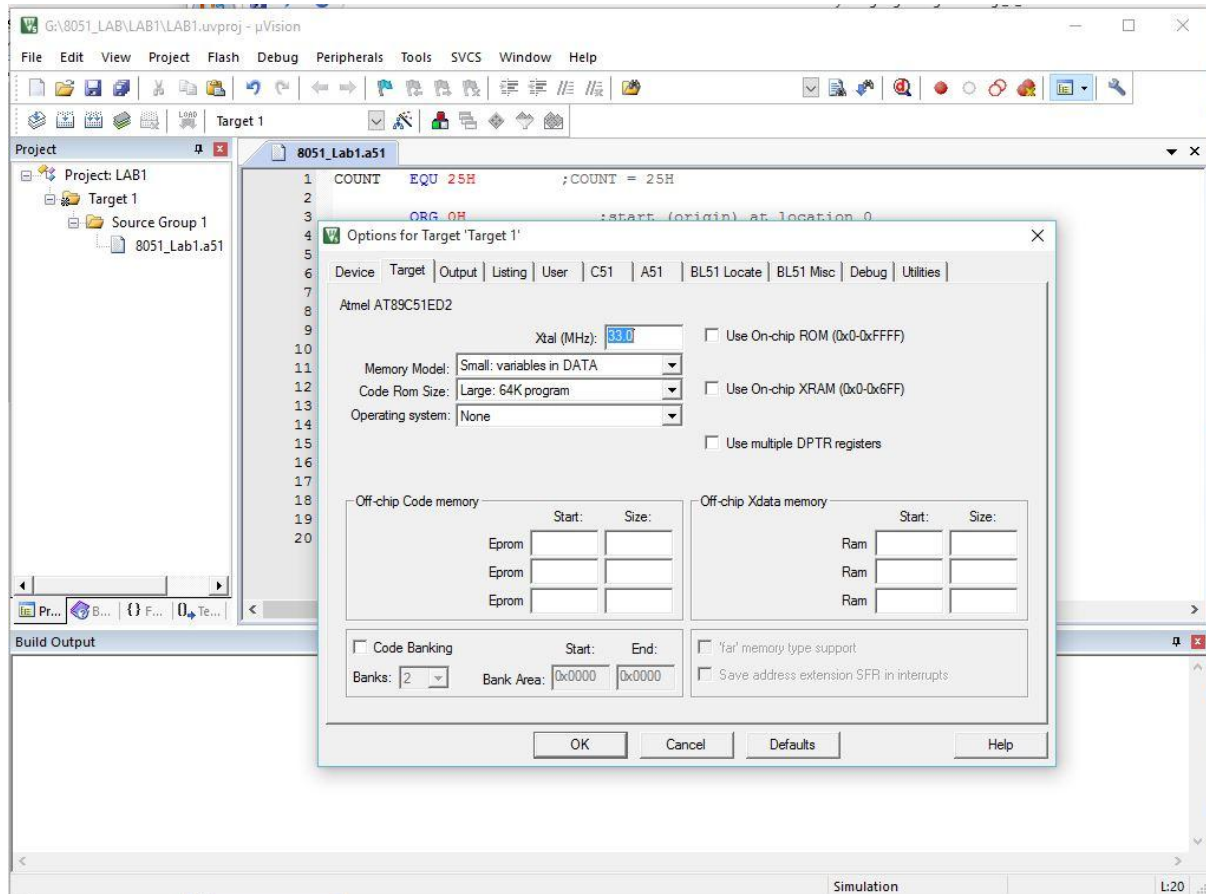 G:\8051_LAB\LAB1\LAB1.uvproj - µVision
File Edit View Project Flash Debug Peripherals Tools SVCS Window Help
LOAD Target 1
Project
8051_Lab1.a51
Project: LAB1
Target 1
Source Group 1
8051_Lab1.a51
1 COUNT EQU 25H ;COUNT = 25H
2
3 ORG 0H ;start (origin) at location 0
4
5
6
7
8
9
10
11
12
13
14
15
16
17
18
19
20
Options for Target 'Target 1'
Device Target Output Listing User C51 A51 BL51 Locate BL51 Misc Debug Utilities
Atmel AT89C51ED2
Xtal (MHz): 33.0
Use On-chip ROM (0x0-0xFFFF)
Memory Model: Small: variables in DATA
Code Rom Size: Large: 64K program
Use On-chip XRAM (0x0-0x6FF)
Operating system: None
Use multiple DPTR registers
Off-chip Code memory
Start: Size:
Eprom
Eprom
Eprom
Off-chip Xdata memory
Start: Size:
Ram
Ram
Ram
Code Banking Start: End:
Banks: 2 Bank Area: 0x0000 0x0000
'far' memory type support
Save address extension SFR in interrupts
OK Cancel Defaults Help
Pr... B... {} F... 0 Te...
Build Output
Simulation L:20